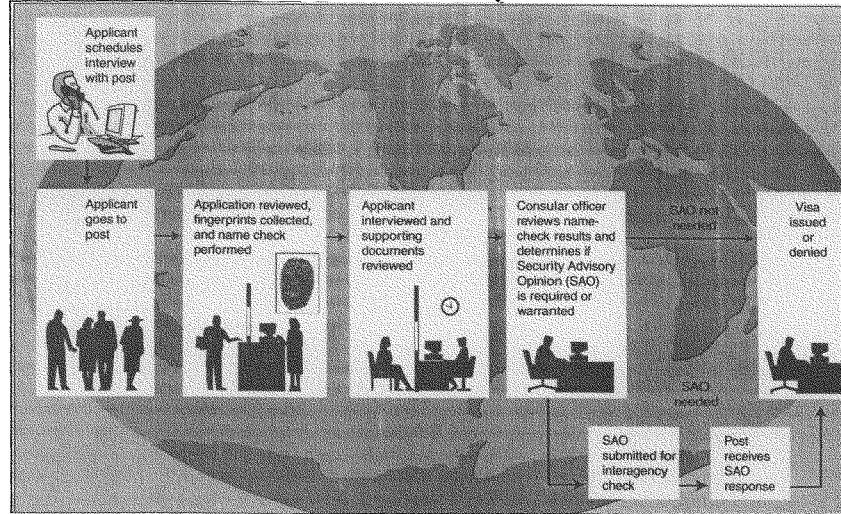 Applicant
schedules
interview
with post
Applicant
goes to
post
Application reviewed,
fingerprints collected,
and name check
performed
Applicant
interviewed and
supporting
documents
reviewed
Consular officer
reviews name-
check results and
determines if
Security Advisory
Opinion (SAO)
is required or
warranted
SAO not
needed
Visa
issued
or
denied
SAO
needed
SAO
submitted for
interagency
check
Post
receives
SAO
response